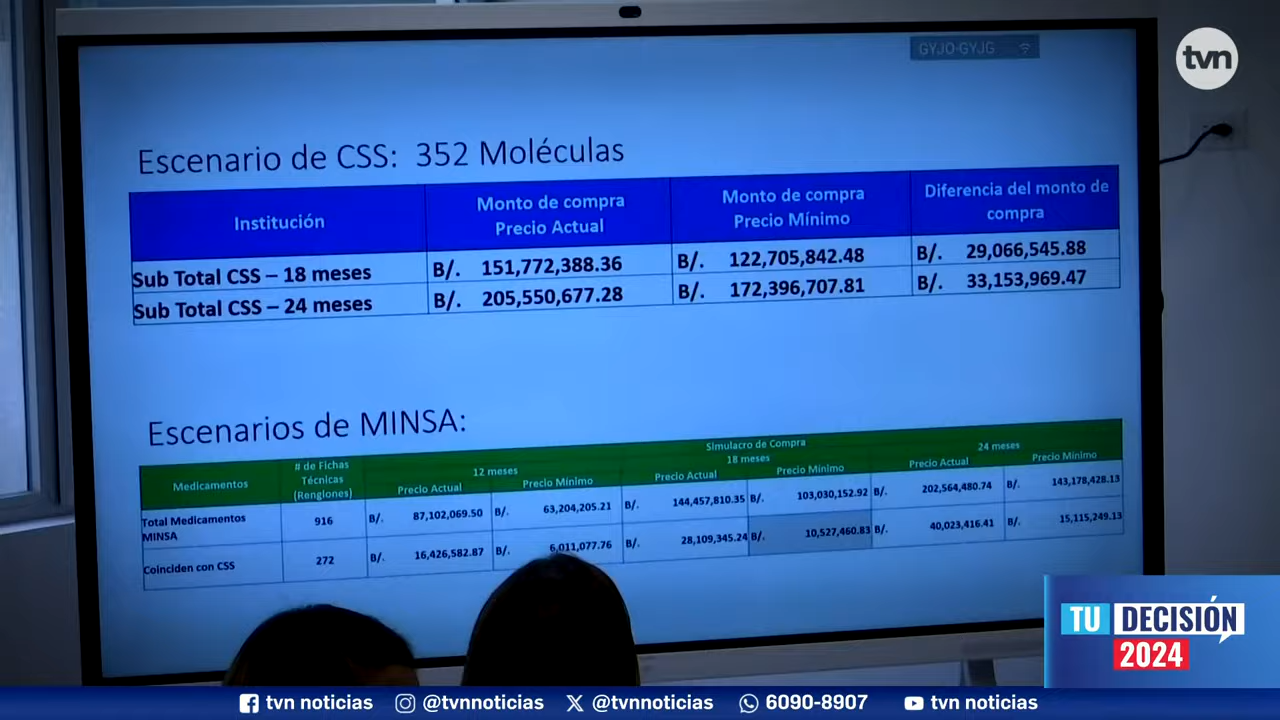 GYJO-GYJG
tvn
Escenario de CSS: 352 Moléculas
Institución
Monto de compra
Precio Actual
Monto de compra
Precio Mínimo
Diferencia del monto de
compra
Sub Total CSS – 18 meses B/. 151,772,388.36 B/. 122,705,842.48 B/. 29,066,545.88
Sub Total CSS – 24 meses B/. 205,550,677.28 B/. 172,396,707.81 B/. 33,153,969.47
Escenarios de MINSA:
Medicamentos
# de Fichas
Técnicas
(Renglones)
Simulacro de Compra
12 meses 18 meses 24 meses
Precio Actual Precio Mínimo Precio Actual Precio Mínimo Precio Actual Precio Mínimo
Total Medicamentos
MINSA
916 B/. 87,102,069.50 B/. 63,204,205.21 B/. 144,457,810.35 B/. 103,030,152.92 B/. 202,564,480.74 B/. 143,178,428.13
Coinciden con CSS 272 B/. 16,426,582.87 B/. 6,011,077.76 B/. 28,109,345.24 B/. 10,527,460.83 B/. 40,023,416.41 B/. 15,115,249.13
TU DECISIÓN
2024
tvn noticias @tvnnoticias @tvnnoticias 6090-8907 tvn noticias